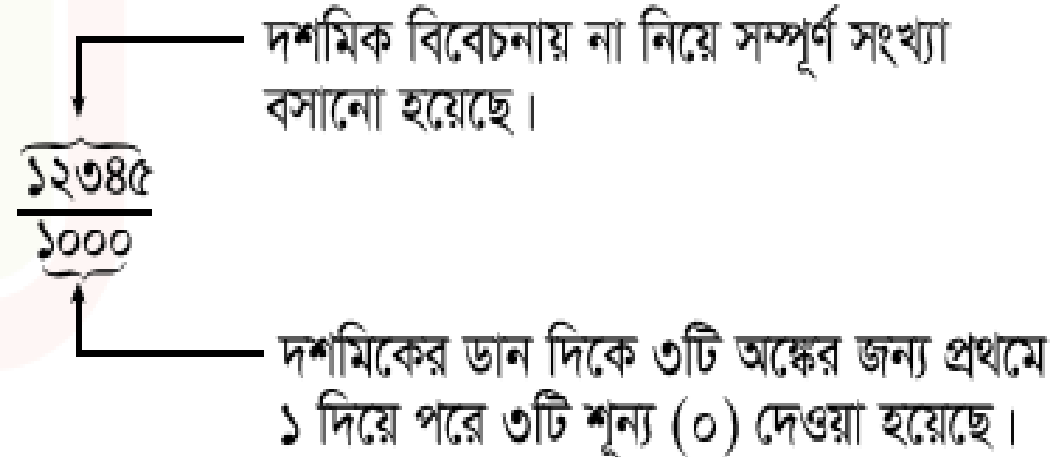 দশমিক বিবেচনায় না নিয়ে সম্পূর্ণ সংখ্যা
বসানো হয়েছে।
১২৩৪৫
১০০০
দশমিকের ডান দিকে ৩টি অঙ্কের জন্য প্রথমে
১ দিয়ে পরে ৩টি শূন্য (০) দেওয়া হয়েছে।